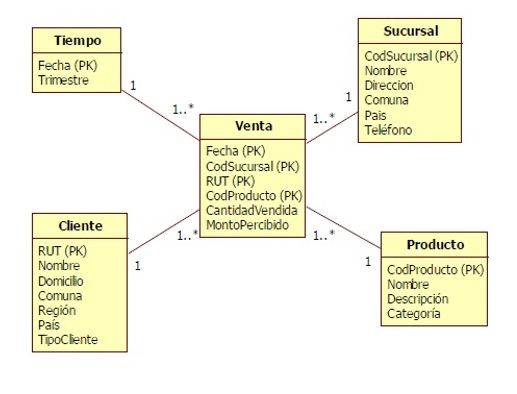 Tiempo
Fecha (PK)
Trimestre
Sucursal
CodSucursal (PK)
Nombre
Direccion
Comuna
Pais
Teléfono
1
1..*
1
1..*
Venta
Fecha (PK)
CodSucursal (PK)
RUT (PK)
CodProducto (PK)
CantidadVendida
MontoPercibido
Cliente
RUT (PK)
Nombre
Domicilio
Comuna
Región
País
TipoCliente
1..*
1
1..*
1
Producto
CodProducto (PK)
Nombre
Descripción
Categoría